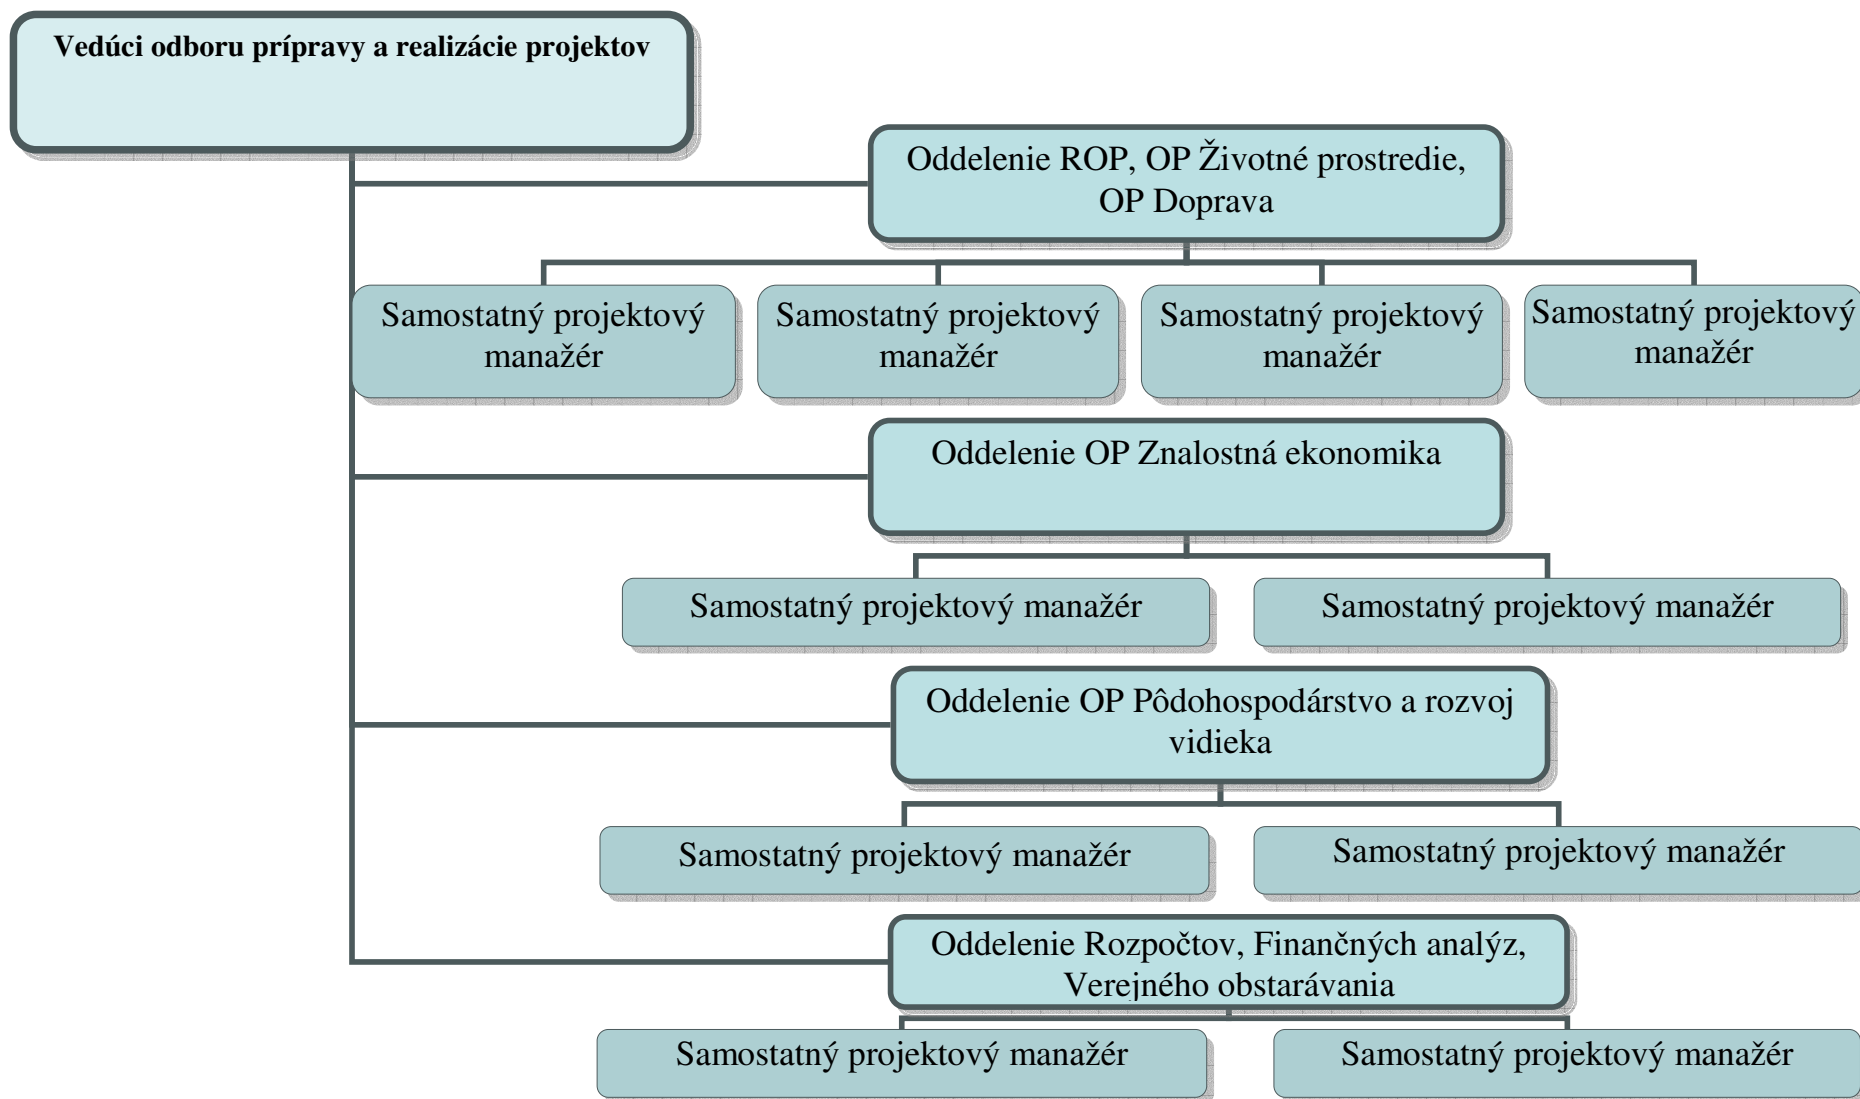 Vedúci odboru prípravy a realizácie projektov
Oddelenie ROP, OP Životné prostredie,
OP Doprava
Samostatný projektový
manažér
Samostatný projektový
manažér
Samostatný projektový
manažér
Samostatný projektový
manažér
Oddelenie OP Znalostná ekonomika
Samostatný projektový manažér
Samostatný projektový manažér
Oddelenie OP Pôdohospodárstvo a rozvoj
vidieka
Samostatný projektový manažér
Samostatný projektový manažér
Oddelenie Rozpočtov, Finančných analýz,
Verejného obstarávania
Samostatný projektový manažér
Samostatný projektový manažér